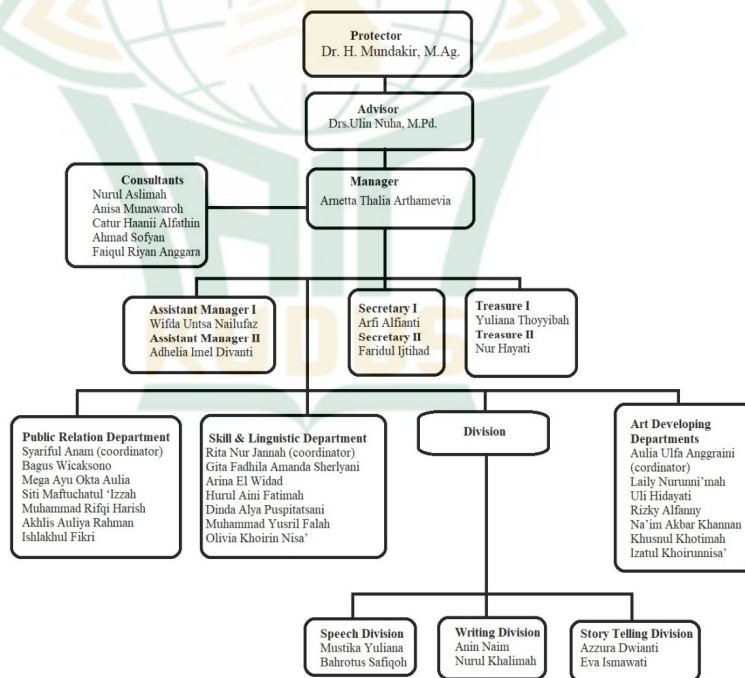 Protector
Dr. H. Mundakir, M.Ag.
Advisor
Drs.Ulin Nuha, M.Pd.
Consultants
Nurul Aslimah
Anisa Munawaroh
Catur Haanii Alfathin
Ahmad Sofyan
Faiqul Riyan Anggara
Manager
Arnetta Thalia Arthamevia
Assistant Manager I
Wifda Untsa Nailufaz
Assistant Manager II
Adhelia Imel Divanti
Secretary I
Arfi Alfianti
Secretary II
Faridul Ijtihad
Treasure I
Yuliana Thoyyibah
Treasure II
Nur Hayati
Public Relation Department
Syariful Anam (coordinator)
Bagus Wicaksono
Mega Ayu Okta Aulia
Siti Maftuchatul ‘Izzah
Muhammad Rifqi Harish
Akhlis Auliya Rahman
Ishlakhul Fikri
Skill & Linguistic Department
Rita Nur Jannah (coordinator)
Gita Fadhila Amanda Sherlyani
Arina El Widad
Hurul Aini Fatimah
Dinda Alya Puspitatsani
Muhammad Yusril Falah
Olivia Khoirin Nisa’
Division
Art Developing
Departments
Aulia Ulfa Anggraini
(cordinator)
Laily Nurunni’mah
Uli Hidayati
Rizky Alfanny
Na’im Akbar Khannan
Khusnul Khotimah
Izatul Khoirunnisa’
Speech Division
Mustika Yuliana
Bahrotus Safiqoh
Writing Division
Anin Naim
Nurul Khalimah
Story Telling Division
Azzura Dwianti
Eva Ismawati
KUDUS